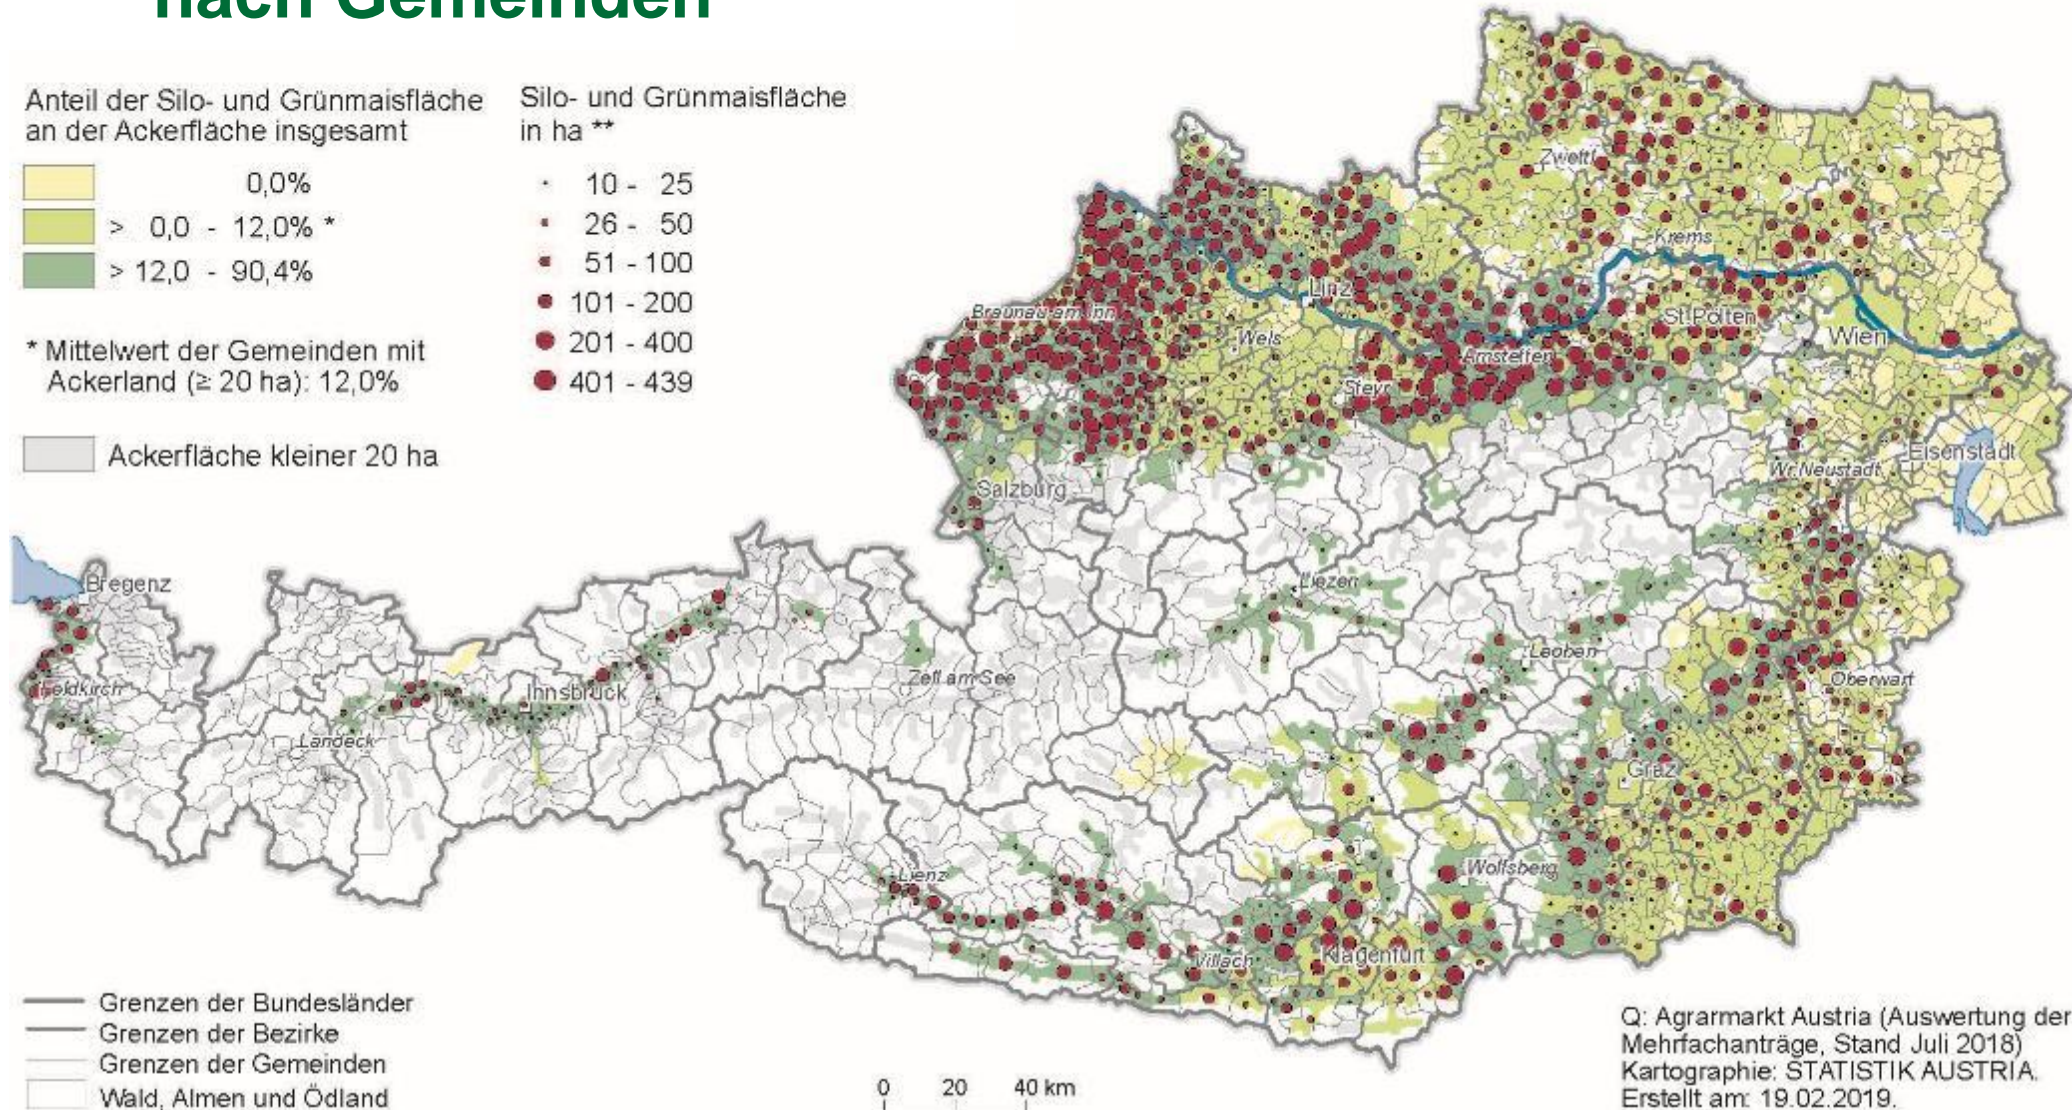 nach Gemeinden
Anteil der Silo- und Grünmaisfläche
an der Ackerfläche insgesamt
0,0%
> 0,0 - 12,0% *
> 12,0 - 90,4%
* Mittelwert der Gemeinden mit
Ackerland (≥ 20 ha): 12,0%
Ackerfläche kleiner 20 ha
Silo- und Grünmaisfläche
in ha **
10 - 25
26 - 50
51 - 100
101 - 200
201 - 400
401 - 439
Zwettl
Krems
Linz
Braunau am Inn
St.Pölten
Wels
Wien
Amstetten
Steyr
Eisenstadt
Wr.Neustadt
Salzburg
Bregenz
Liezen
Leoben
Zell am See
Oberwart
Feldkirch
Innsbruck
Landeck
Graz
Wolfsberg
Lienz
Klagenfurt
Villach
Grenzen der Bundesländer
Grenzen der Bezirke
Grenzen der Gemeinden
Wald, Almen und Ödland
0 20 40 km
Q: Agrarmarkt Austria (Auswertung der
Mehrfachanträge, Stand Juli 2018)
Kartographie: STATISTIK AUSTRIA.
Erstellt am: 19.02.2019.